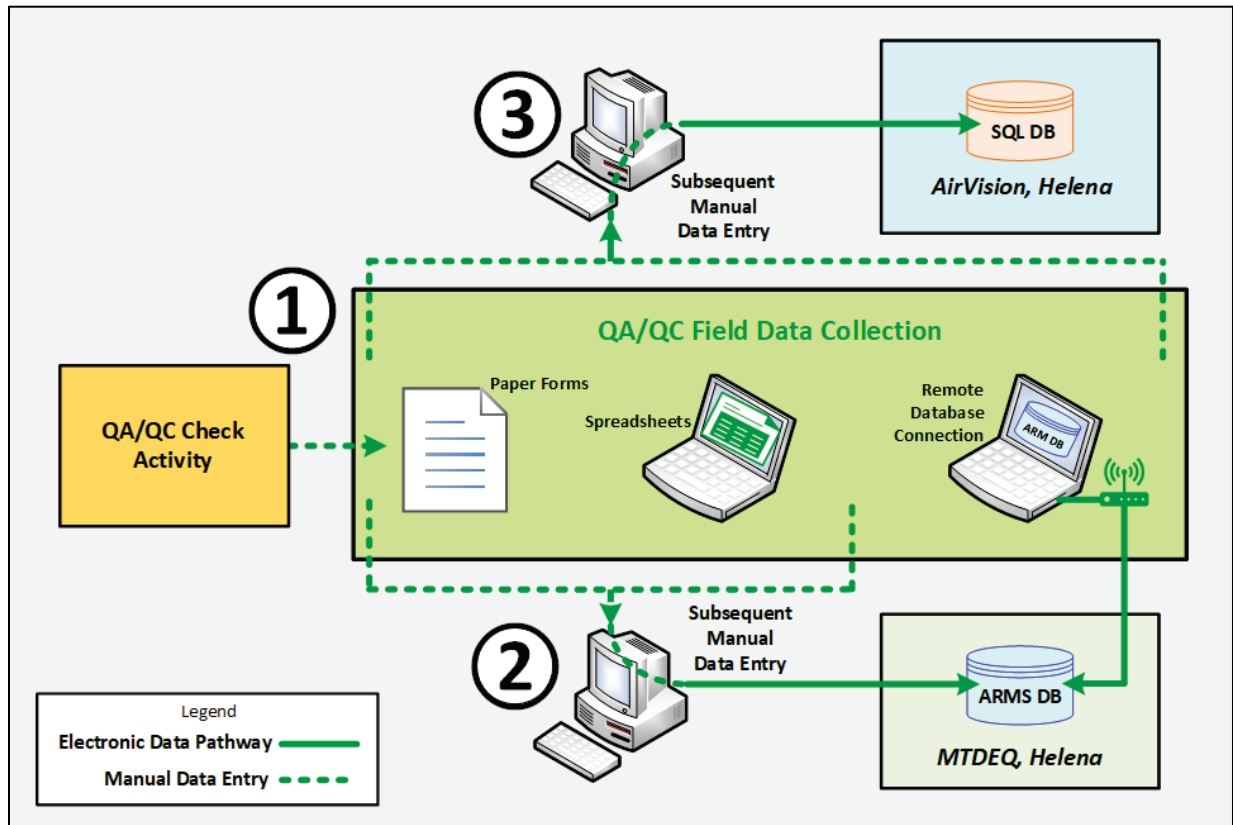 3
SQL DB
AirVision, Helena
Subsequent
Manual
Data Entry
1
QA/QC Field Data Collection
QA/QC Check
Activity
Paper Forms
Spreadsheets
Remote
Database
Connection
ARM DB
2
Subsequent
Manual
Data Entry
ARMS DB
MTDEQ, Helena
Legend
Electronic Data Pathway
Manual Data Entry